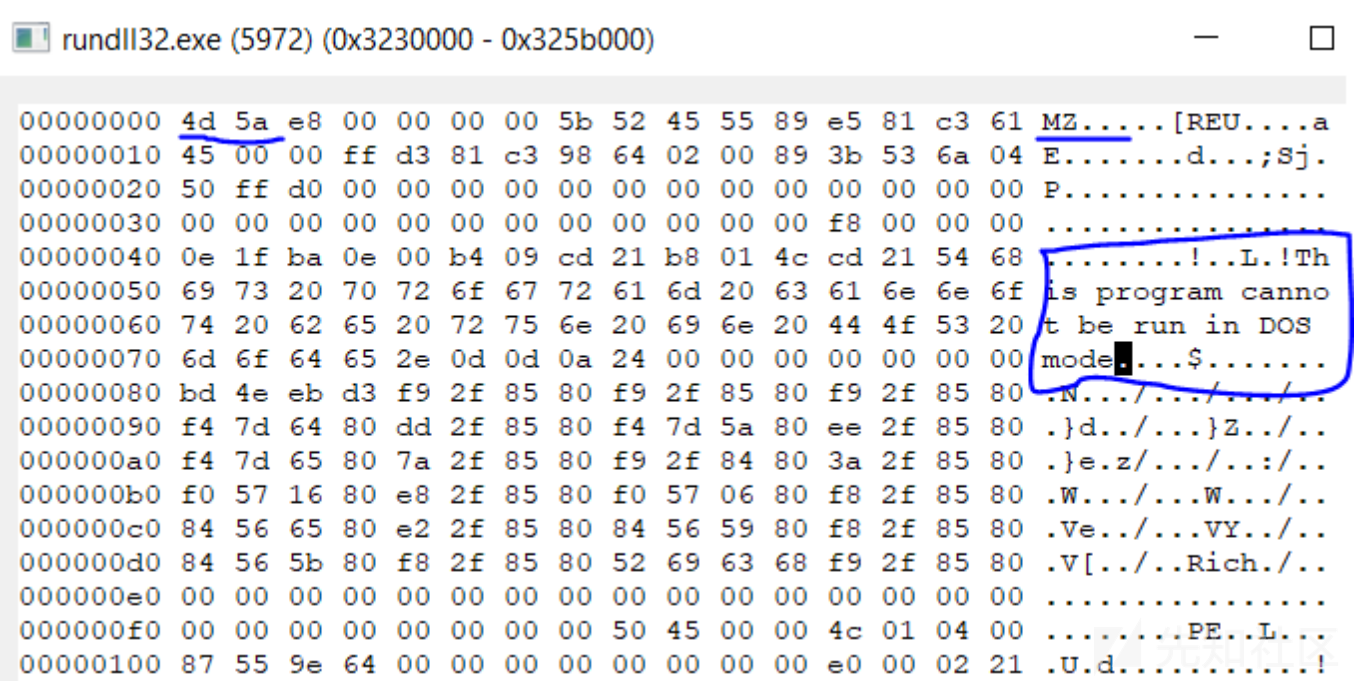 rundll32.exe (5972) (0x3230000 - 0x325b000)
00000000 4d 5a e8 00 00 00 00 5b 52 45 55 89 e5 81 c3 61 MZ.....[REU....a
00000010 45 00 00 ff d3 81 c3 98 64 02 00 89 3b 53 6a 04 E.......d...;Sj.
00000020 50 ff d0 00 00 00 00 00 00 00 00 00 00 00 00 00 P...............
00000030 00 00 00 00 00 00 00 00 00 00 00 00 f8 00 00 00 ................
00000040 0e 1f ba 0e 00 b4 09 cd 21 b8 01 4c cd 21 54 68 ........!..L.!Th
00000050 69 73 20 70 72 6f 67 72 61 6d 20 63 61 6e 6e 6f is program canno
00000060 74 20 62 65 20 72 75 6e 20 69 6e 20 44 4f 53 20 t be run in DOS
00000070 6d 6f 64 65 2e 0d 0d 0a 24 00 00 00 00 00 00 00 mode....$.......
00000080 bd 4e eb d3 f9 2f 85 80 f9 2f 85 80 f9 2f 85 80 .N.../.../.../..
00000090 f4 7d 64 80 dd 2f 85 80 f4 7d 5a 80 ee 2f 85 80 .}d../...}Z../..
000000a0 f4 7d 65 80 7a 2f 85 80 f9 2f 84 80 3a 2f 85 80 .}e.z/.../..:/..
000000b0 f0 57 16 80 e8 2f 85 80 f0 57 06 80 f8 2f 85 80 .W.../...W.../..
000000c0 84 56 65 80 e2 2f 85 80 84 56 59 80 f8 2f 85 80 .Ve../...VY../..
000000d0 84 56 5b 80 f8 2f 85 80 52 69 63 68 f9 2f 85 80 .V[../..Rich./..
000000e0 00 00 00 00 00 00 00 00 00 00 00 00 00 00 00 00 ................
000000f0 00 00 00 00 00 00 00 00 50 45 00 00 4c 01 04 00 ........PE..L...
00000100 87 55 9e 64 00 00 00 00 00 00 00 00 e0 00 02 21 .U.d...........!
先知社区